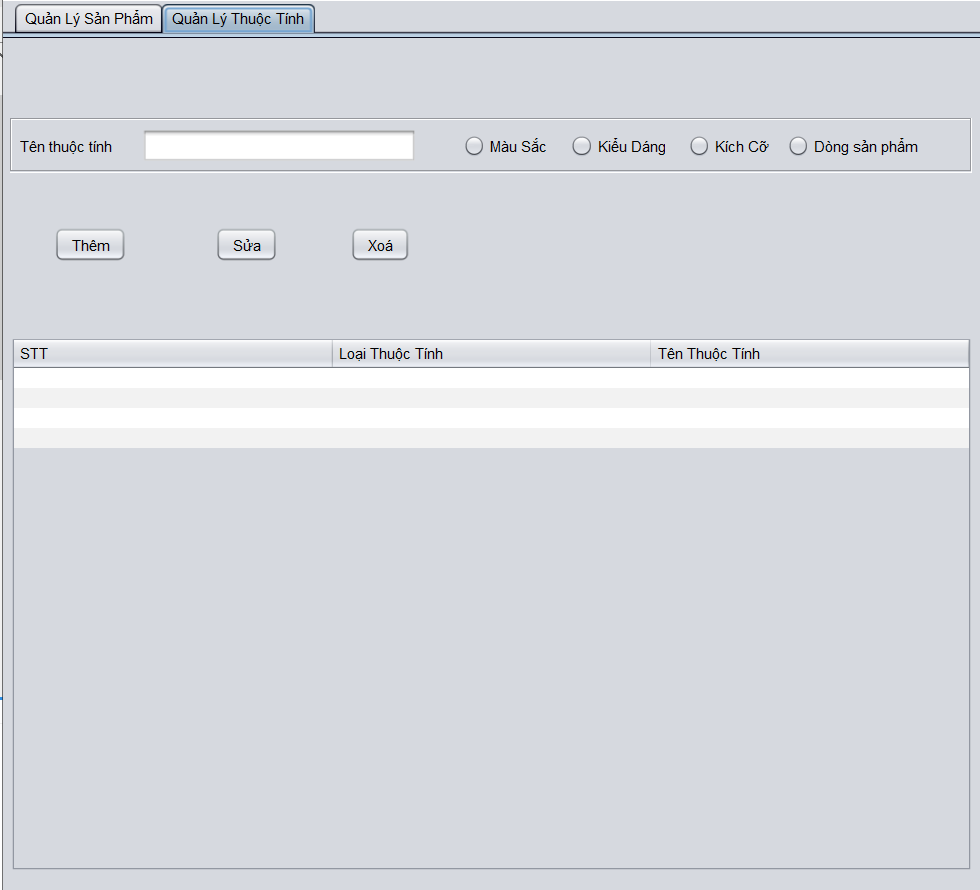 Quản Lý Sản Phẩm Quản Lý Thuộc Tính
Tên thuộc tính Màu Sắc Kiểu Dáng Kích Cỡ Dòng sản phẩm
Thêm Sửa Xoá
STT Loại Thuộc Tính Tên Thuộc Tính